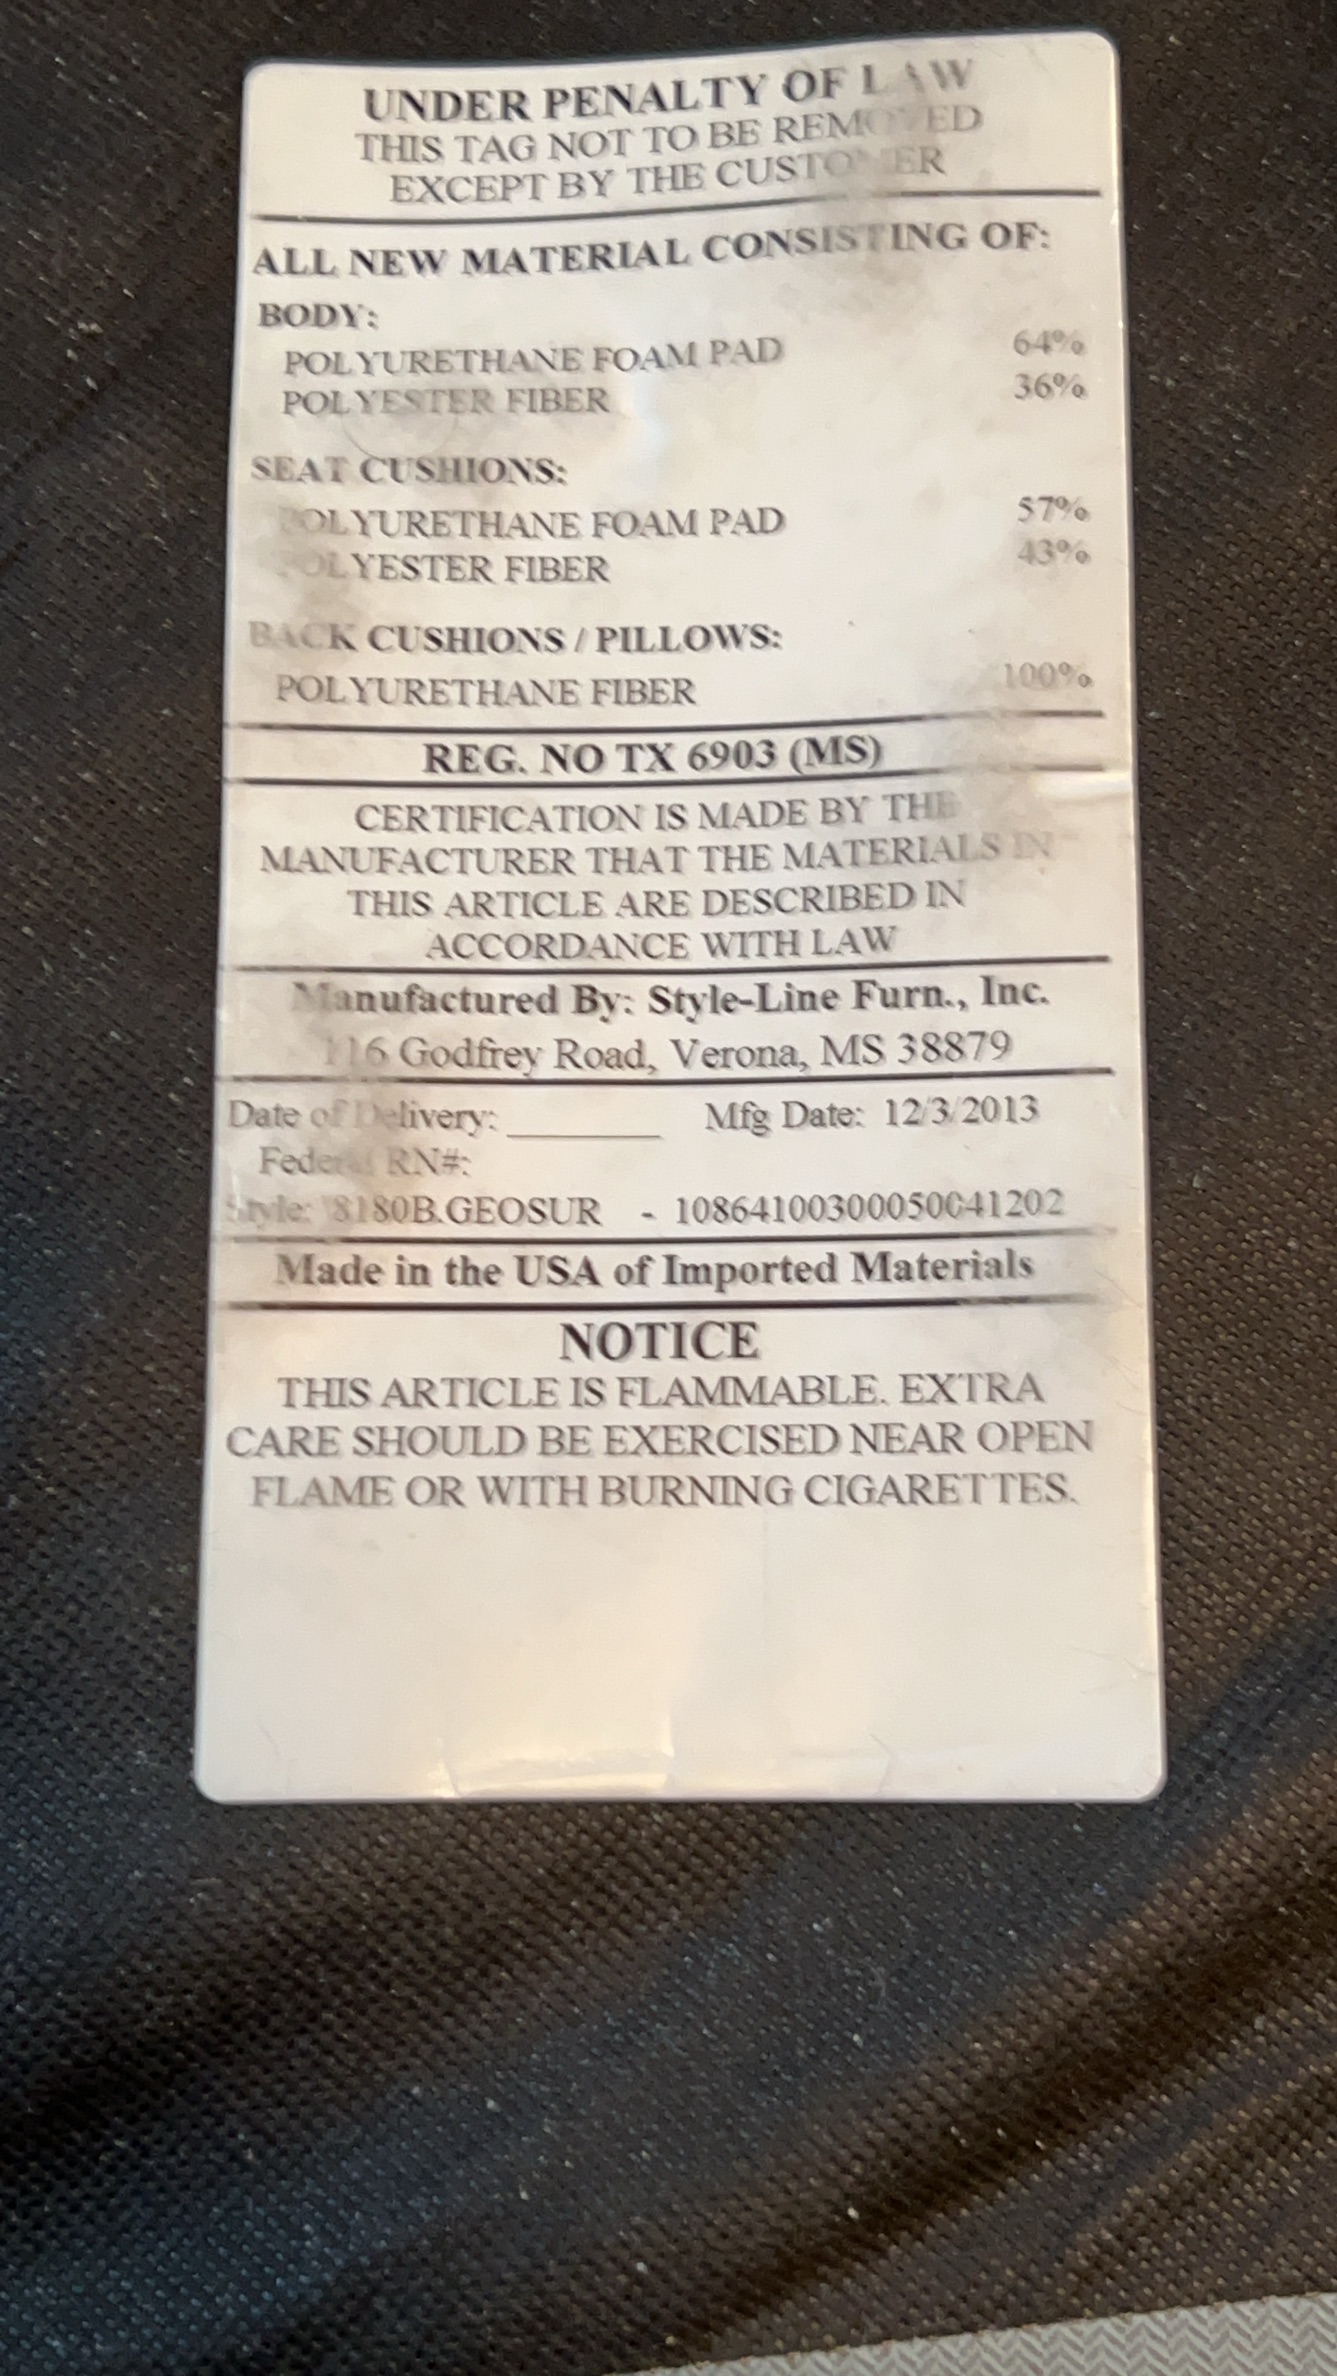 UNDER PENALTY OF LAW
THIS TAG NOT TO BE REMOVED
EXCEPT BY THE CUSTOMER
ALL NEW MATERIAL CONSISTING OF:
BODY:
POLYURETHANE FOAM PAD 64%
POLYESTER FIBER 36%
SEAT CUSHIONS:
POLYURETHANE FOAM PAD 57%
POLYESTER FIBER 43%
BACK CUSHIONS / PILLOWS:
POLYURETHANE FIBER 100%
REG. NO TX 6903 (MS)
CERTIFICATION IS MADE BY THE
MANUFACTURER THAT THE MATERIALS IN
THIS ARTICLE ARE DESCRIBED IN
ACCORDANCE WITH LAW
Manufactured By: Style-Line Furn., Inc.
116 Godfrey Road, Verona, MS 38879
Date of Delivery: ________ Mfg Date: 12/3/2013
Federal RN#:
Style: 8180B.GEOSUR - 10864100300050041202
Made in the USA of Imported Materials
NOTICE
THIS ARTICLE IS FLAMMABLE. EXTRA
CARE SHOULD BE EXERCISED NEAR OPEN
FLAME OR WITH BURNING CIGARETTES.